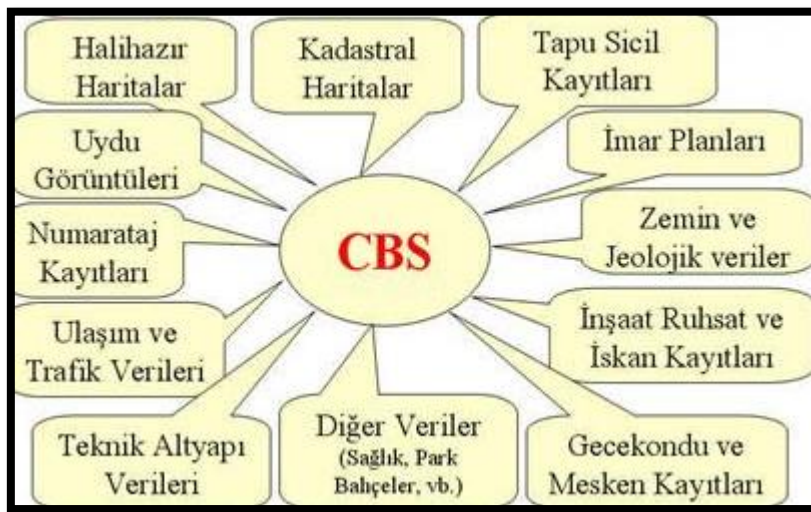 Halihazır
Haritalar
Kadastral
Haritalar
Tapu Sicil
Kayıtları
Uydu
Görüntüleri
İmar Planları
Numarataj
Kayıtları
CBS
Zemin ve
Jeolojik veriler
Ulaşım ve
Trafik Verileri
İnşaat Ruhsat ve
İskan Kayıtları
Teknik Altyapı
Verileri
Diğer Veriler
(Sağlık, Park
Bahçeler, vb.)
Gecekondu ve
Mesken Kayıtları